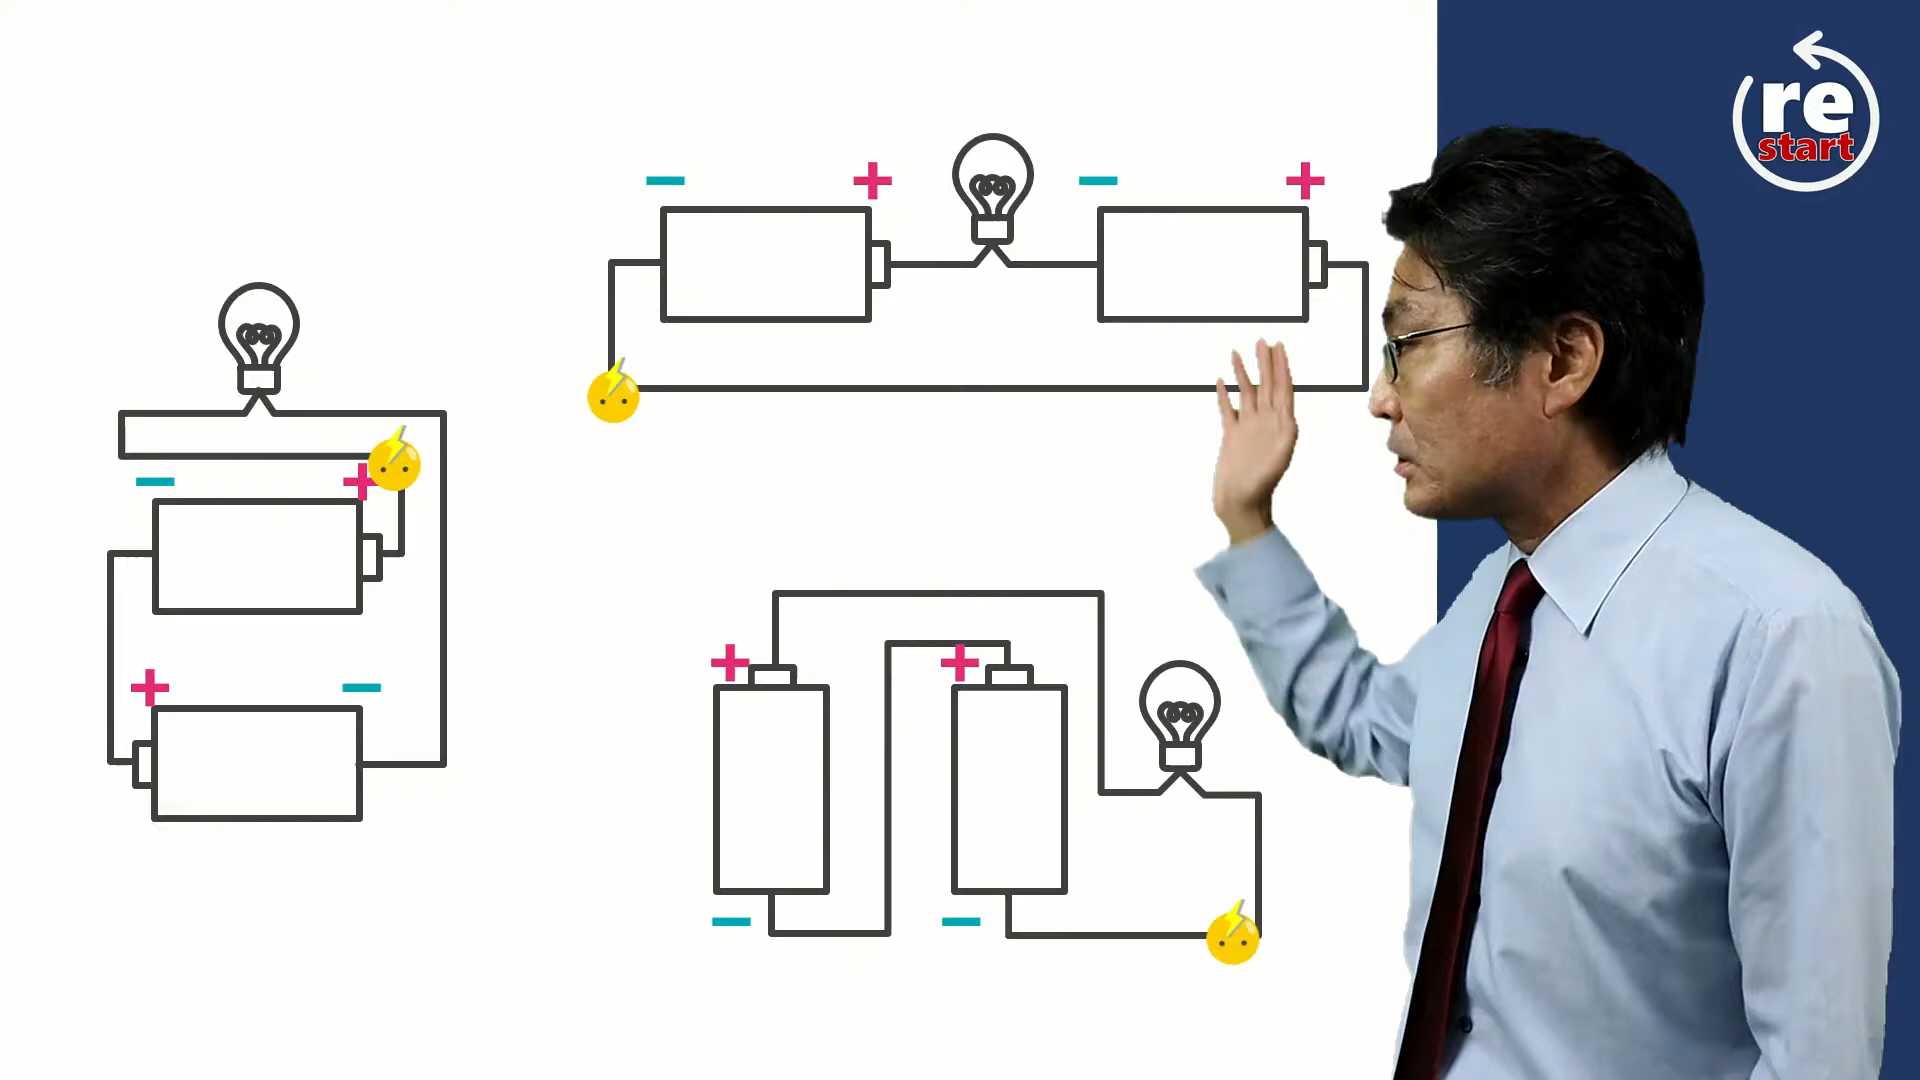 re
start
− + − +
− +
+ −
+ +
− −